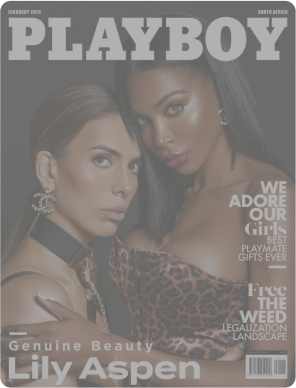 FEBRUARY 2024
SOUTH AFRICA
PLAYBOY
WE
ADORE
OUR
Girls
BEST
PLAYMATE
GIFTS EVER
Free
THE
WEED
LEGALIZATION
LANDSCAPE
Genuine Beauty
Lily Aspen